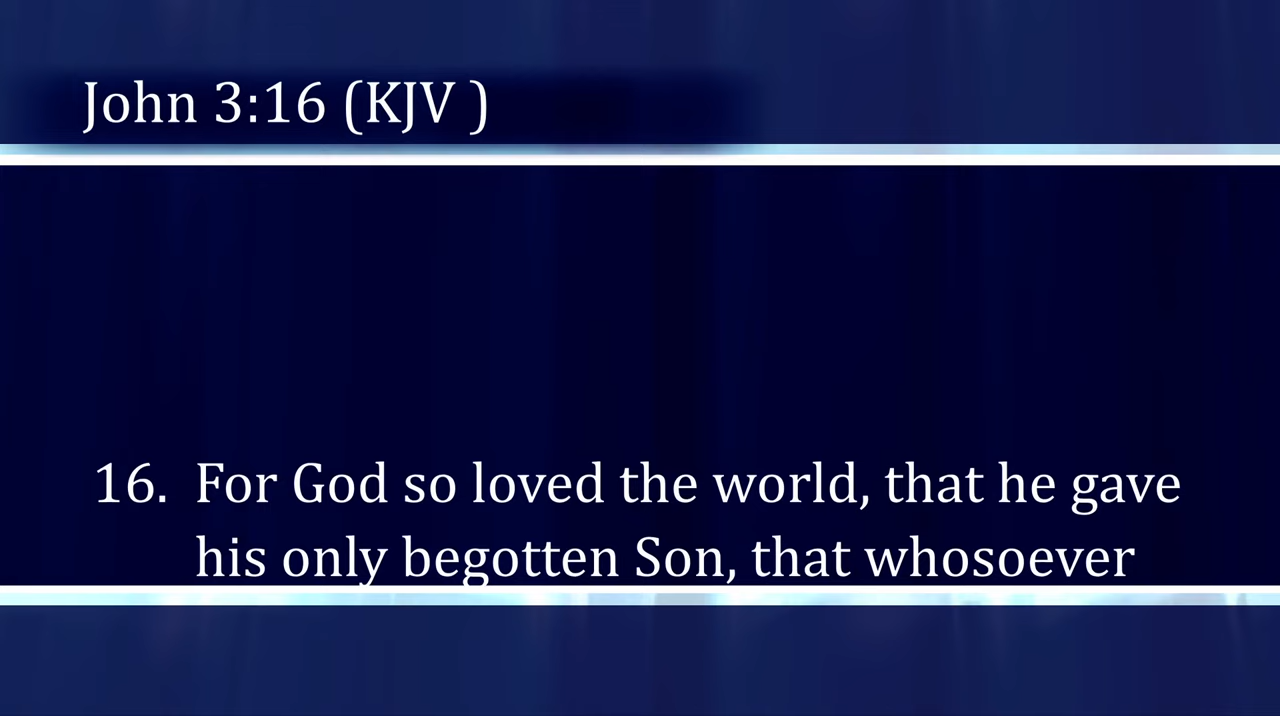 John 3:16 (KJV )
16. For God so loved the world, that he gave
his only begotten Son, that whosoever